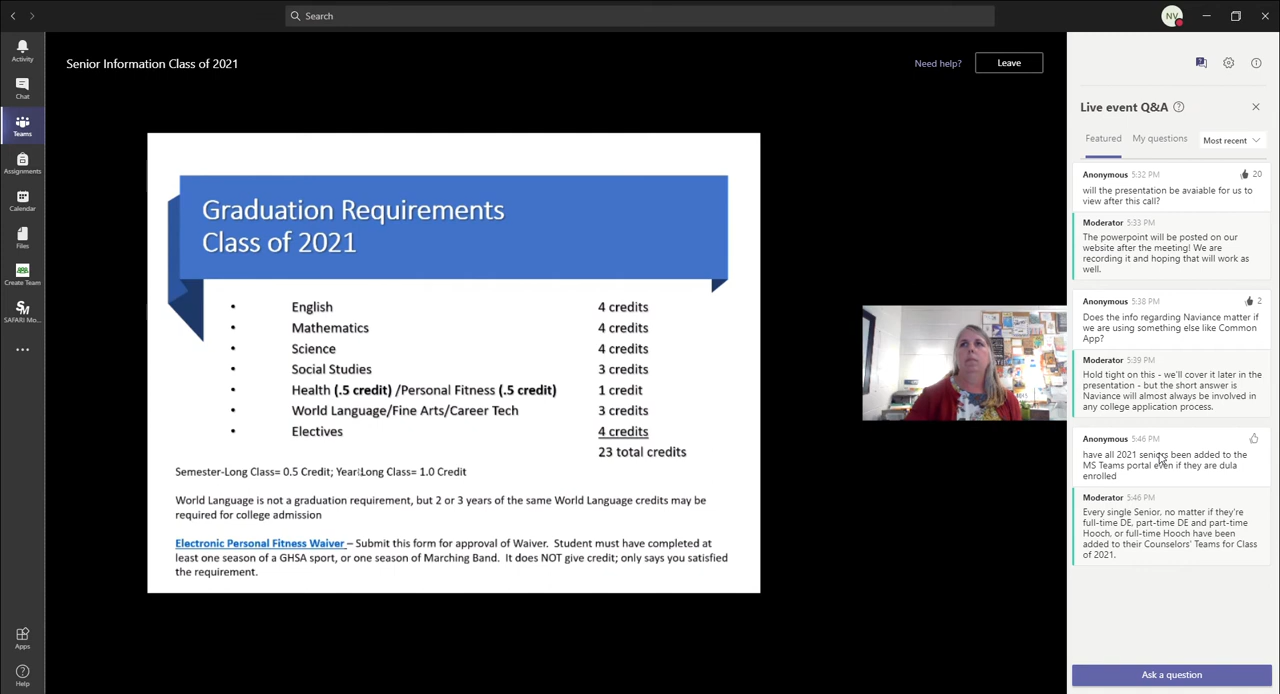 Search
NV
Activity
Chat
Teams
Assignments
Calendar
Files
Create Team
SAFARI Mo...
Apps
Help
Senior Information Class of 2021
Need help?
Leave
Graduation Requirements
Class of 2021
• English 4 credits
• Mathematics 4 credits
• Science 4 credits
• Social Studies 3 credits
• Health (.5 credit) /Personal Fitness (.5 credit) 1 credit
• World Language/Fine Arts/Career Tech 3 credits
• Electives 4 credits
23 total credits
Semester-Long Class= 0.5 Credit; Year-Long Class= 1.0 Credit
World Language is not a graduation requirement, but 2 or 3 years of the same World Language credits may be
required for college admission
Electronic Personal Fitness Waiver – Submit this form for approval of Waiver. Student must have completed at
least one season of a GHSA sport, or one season of Marching Band. It does NOT give credit; only says you satisfied
the requirement.
Live event Q&A
Featured My questions Most recent
Anonymous 5:32 PM 20
will the presentation be avaiable for us to
view after this call?
Moderator 5:33 PM
The powerpoint will be posted on our
website after the meeting! We are
recording it and hoping that will work as
well.
Anonymous 5:38 PM 2
Does the info regarding Naviance matter if
we are using something else like Common
App?
Moderator 5:39 PM
Hold tight on this - we'll cover it later in the
presentation - but the short answer is
Naviance will almost always be involved in
any college application process.
Anonymous 5:46 PM
have all 2021 seniors been added to the
MS Teams portal even if they are dula
enrolled
Moderator 5:46 PM
Every single Senior, no matter if they're
full-time DE, part-time DE and part-time
Hooch, or full-time Hooch have been
added to their Counselors' Teams for Class
of 2021.
Ask a question